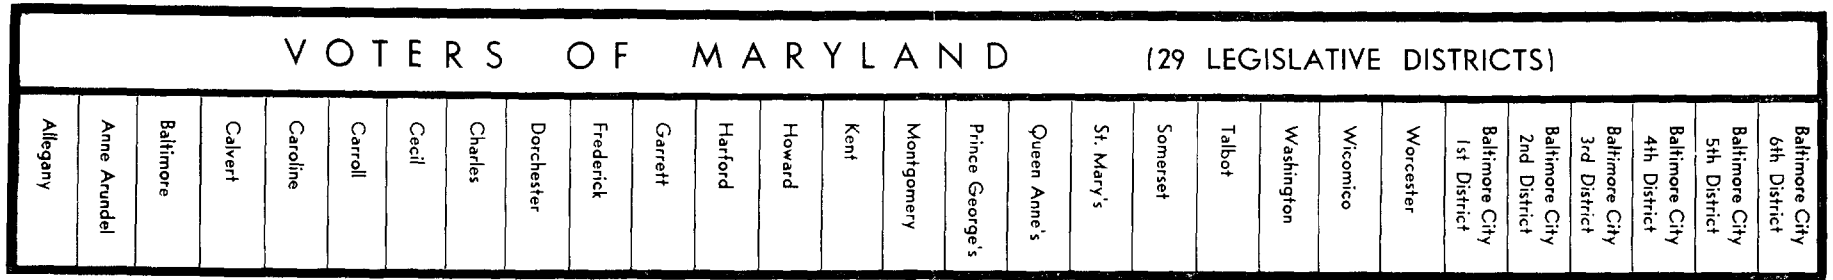 VOTERS OF MARYLAND (29 LEGISLATIVE DISTRICTS)
Allegany
Anne Arundel
Baltimore
Calvert
Caroline
Carroll
Cecil
Charles
Dorchester
Frederick
Garrett
Harford
Howard
Kent
Montgomery
Prince George's
Queen Anne's
St. Mary's
Somerset
Talbot
Washington
Wicomico
Worcester
Baltimore City
1st District
Baltimore City
2nd District
Baltimore City
3rd District
Baltimore City
4th District
Baltimore City
5th District
Baltimore City
6th District